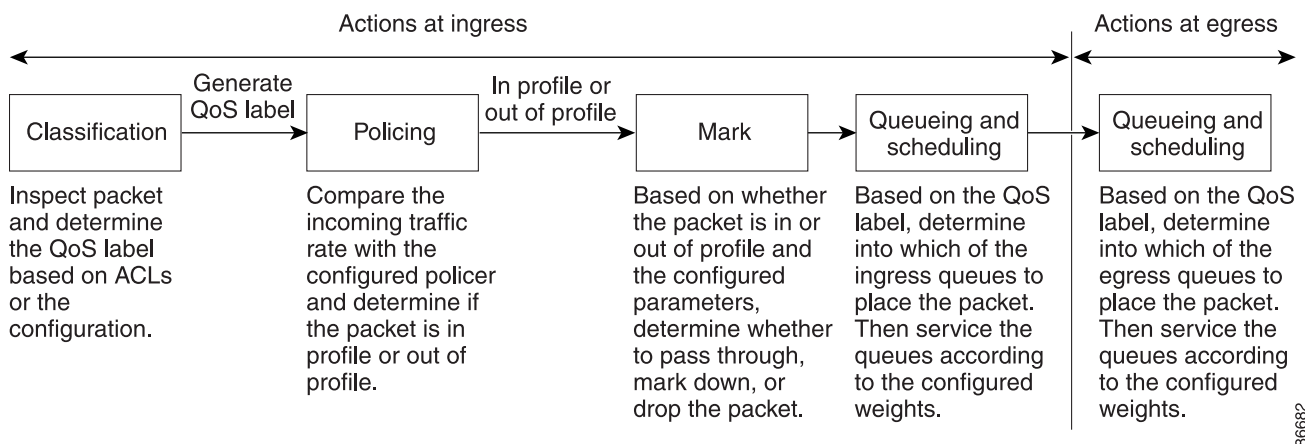 Actions at ingress
Actions at egress
Generate
QoS label
In profile or
out of profile
Classification
Policing
Mark
Queueing and
scheduling
Queueing and
scheduling
Inspect packet
and determine
the QoS label
based on ACLs
or the
configuration.
Compare the
incoming traffic
rate with the
configured policer
and determine if
the packet is in
profile or out of
profile.
Based on whether
the packet is in or
out of profile and
the configured
parameters,
determine whether
to pass through,
mark down, or
drop the packet.
Based on the QoS
label, determine
into which of the
ingress queues to
place the packet.
Then service the
queues according
to the configured
weights.
Based on the QoS
label, determine
into which of the
egress queues to
place the packet.
Then service the
queues according
to the configured
weights.